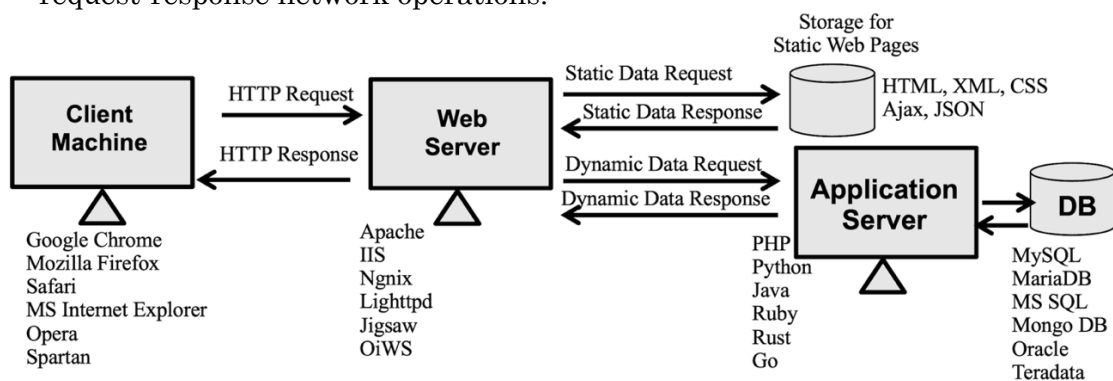 request-response network operations.
Storage for
Static Web Pages
HTML, XML, CSS
Ajax, JSON
Client
Machine
HTTP Request
HTTP Response
Web
Server
Static Data Request
Static Data Response
Dynamic Data Request
Dynamic Data Response
Application
Server
DB
Google Chrome
Mozilla Firefox
Safari
MS Internet Explorer
Opera
Spartan
Apache
IIS
Ngnix
Lighttpd
Jigsaw
OiWS
PHP
Python
Java
Ruby
Rust
Go
MySQL
MariaDB
MS SQL
Mongo DB
Oracle
Teradata